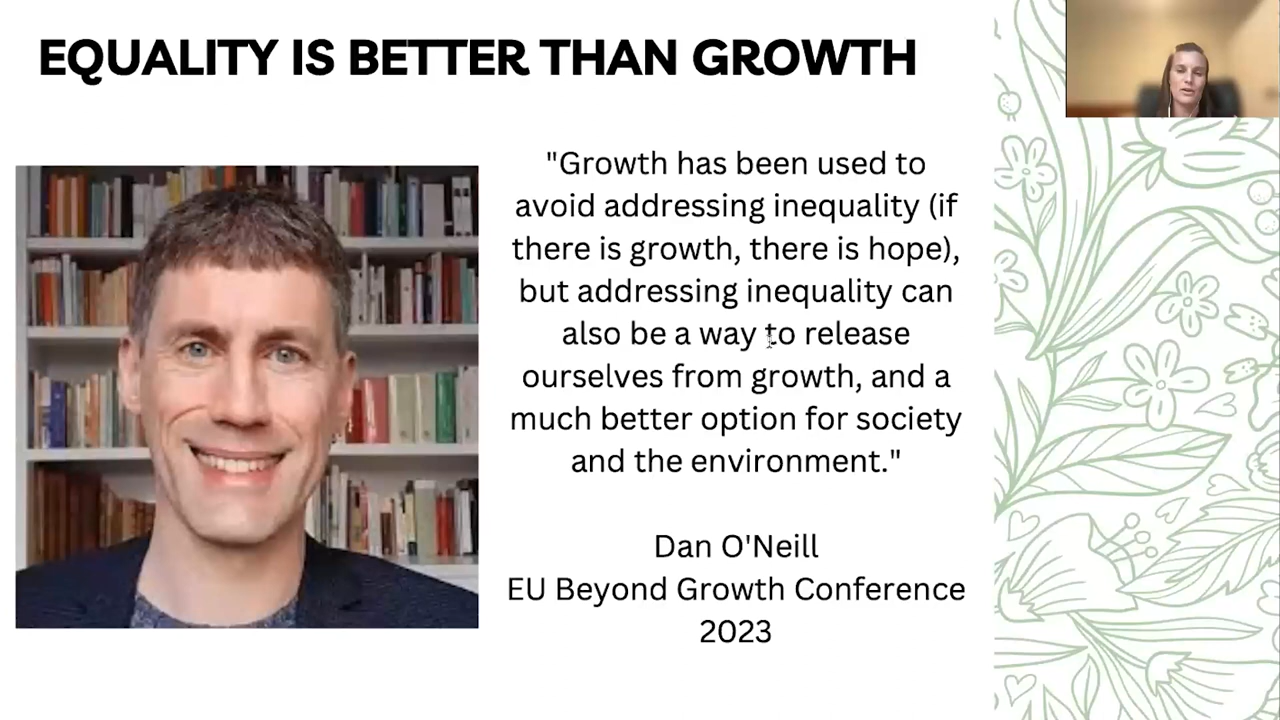 EQUALITY IS BETTER THAN GROWTH
"Growth has been used to
avoid addressing inequality (if
there is growth, there is hope),
but addressing inequality can
also be a way to release
ourselves from growth, and a
much better option for society
and the environment."
Dan O'Neill
EU Beyond Growth Conference
2023